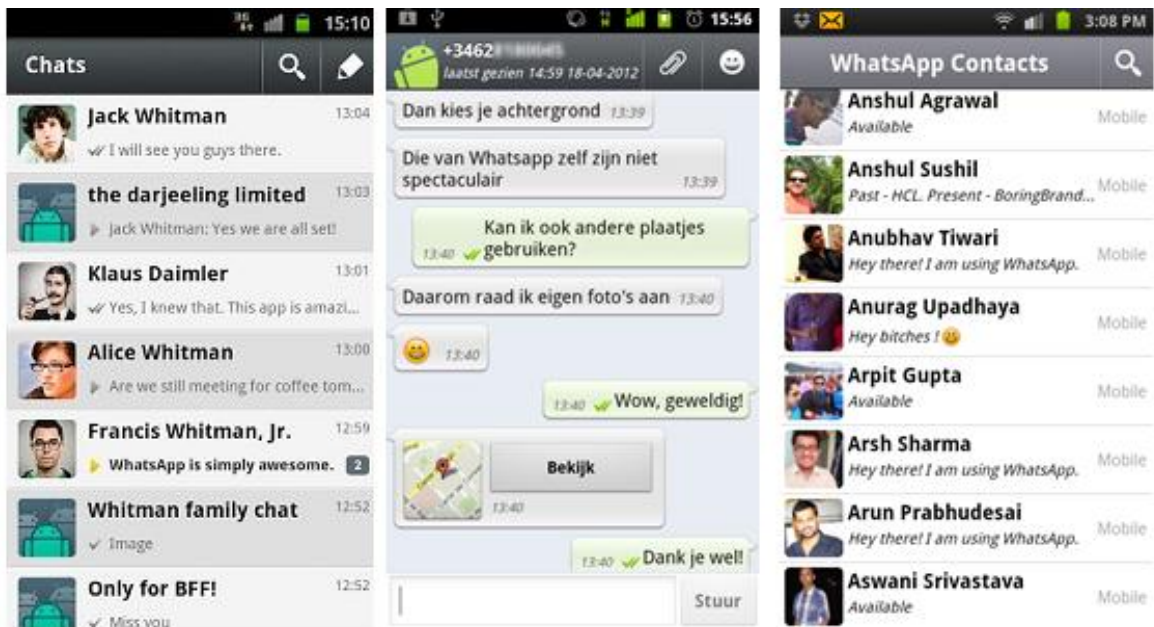 3G
15:10
Chats
Jack Whitman 13:04
I will see you guys there.
the darjeeling limited 13:03
Jack Whitman: Yes we are all set!
Klaus Daimler 13:01
Yes, I knew that. This app is amazi...
Alice Whitman 13:00
Are we still meeting for coffee tom...
Francis Whitman, Jr. 12:59
WhatsApp is simply awesome. 2
Whitman family chat 12:52
Image
Only for BFF! 12:52
Miss you
15:56
+3462
laatst gezien 14:59 18-04-2012
Dan kies je achtergrond 13:39
Die van Whatsapp zelf zijn niet
spectaculair 13:39
Kan ik ook andere plaatjes
13:40 gebruiken?
Daarom raad ik eigen foto's aan 13:40
13:40
13:40 Wow, geweldig!
Bekijk
13:40
13:40 Dank je wel!
Stuur
3:08 PM
WhatsApp Contacts
Anshul Agrawal
Available Mobile
Anshul Sushil
Past - HCL. Present - BoringBrand... Mobile
Anubhav Tiwari
Hey there! I am using WhatsApp. Mobile
Anurag Upadhaya
Hey bitches ! Mobile
Arpit Gupta
Available Mobile
Arsh Sharma
Hey there! I am using WhatsApp. Mobile
Arun Prabhudesai
Hey there! I am using WhatsApp. Mobile
Aswani Srivastava
Available Mobile